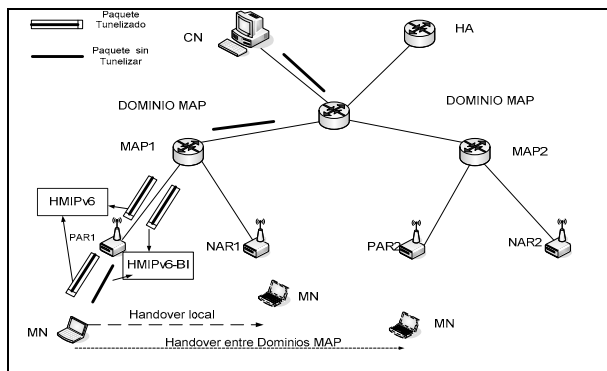 Paquete
Tunelizado
Paquete sin
Tunelizar
CN
HA
DOMINIO MAP
DOMINIO MAP
MAP1
MAP2
HMIPv6
PAR1
NAR1
PAR2
NAR2
HMIPv6-BI
MN
MN
Handover local
MN
Handover entre Dominios MAP